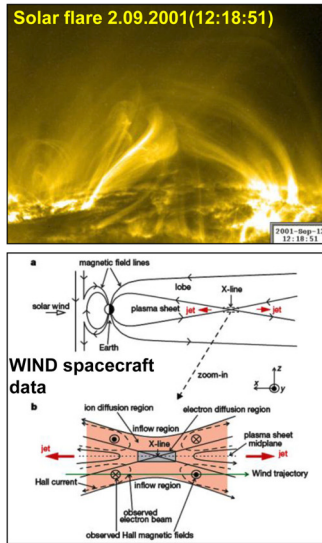 Solar flare 2.09.2001(12:18:51)
2001-Sep-12
12:18:51
a
magnetic field lines
lobe
X-line
solar wind
plasma sheet
jet
jet
Earth
WIND spacecraft
data
zoom-in
z
x
y
b
ion diffusion region
electron diffusion region
X-line
inflow region
plasma sheet
midplane
jet
jet
Hall current
inflow region
Wind trajectory
observed
electron beam
observed Hall magnetic fields